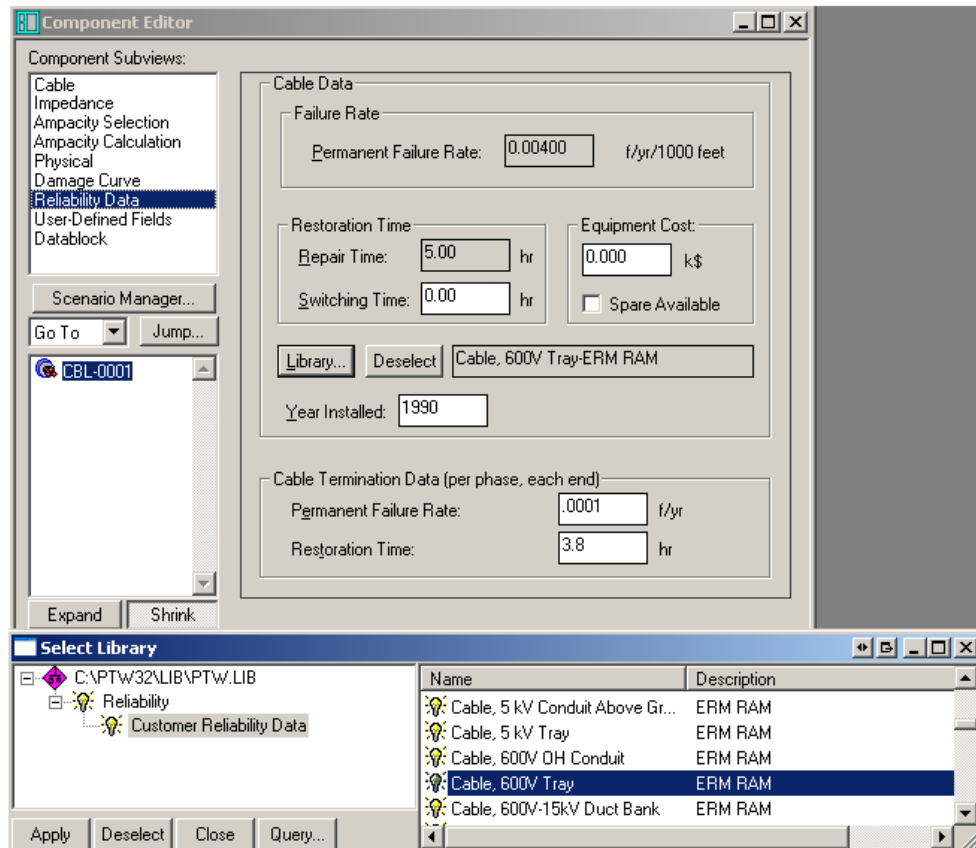 Component Editor
Component Subviews:
Cable
Impedance
Ampacity Selection
Ampacity Calculation
Physical
Damage Curve
Reliability Data
User-Defined Fields
Datablock
Scenario Manager...
Go To Jump...
CBL-0001
Expand Shrink
Cable Data
Failure Rate
Permanent Failure Rate: 0.00400 f/yr/1000 feet
Restoration Time
Repair Time: 5.00 hr
Switching Time: 0.00 hr
Equipment Cost:
0.000 k$
Spare Available
Library... Deselect Cable, 600V Tray-ERM RAM
Year Installed: 1990
Cable Termination Data (per phase, each end)
Permanent Failure Rate: .0001 f/yr
Restoration Time: 3.8 hr
Select Library
C:\PTW32\LIB\PTW.LIB
Reliability
Customer Reliability Data
Name Description
Cable, 5 kV Conduit Above Gr... ERM RAM
Cable, 5 kV Tray ERM RAM
Cable, 600V OH Conduit ERM RAM
Cable, 600V Tray ERM RAM
Cable, 600V-15kV Duct Bank ERM RAM
Apply Deselect Close Query...